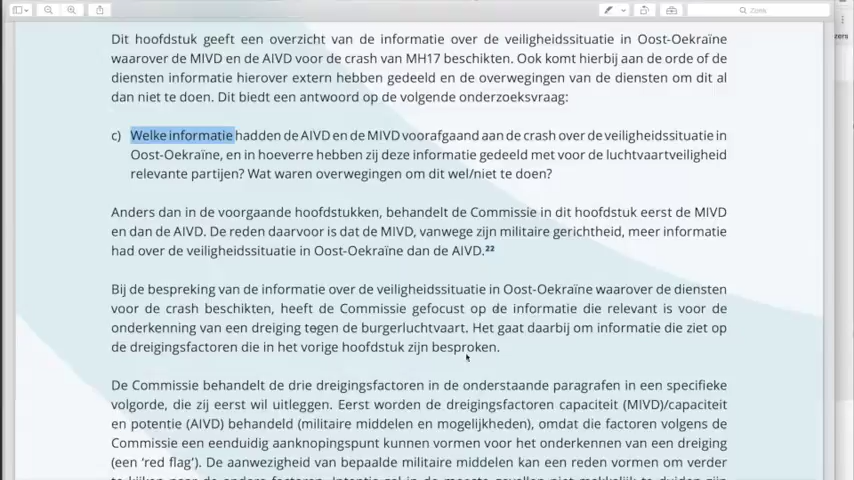 Zoek
Dit hoofdstuk geeft een overzicht van de informatie over de veiligheidssituatie in Oost-Oekraïne
waarover de MIVD en de AIVD voor de crash van MH17 beschikten. Ook komt hierbij aan de orde of de
diensten informatie hierover extern hebben gedeeld en de overwegingen van de diensten om dit al
dan niet te doen. Dit biedt een antwoord op de volgende onderzoeksvraag:
c) Welke informatie hadden de AIVD en de MIVD voorafgaand aan de crash over de veiligheidssituatie in
Oost-Oekraïne, en in hoeverre hebben zij deze informatie gedeeld met voor de luchtvaartveiligheid
relevante partijen? Wat waren overwegingen om dit wel/niet te doen?
Anders dan in de voorgaande hoofdstukken, behandelt de Commissie in dit hoofdstuk eerst de MIVD
en dan de AIVD. De reden daarvoor is dat de MIVD, vanwege zijn militaire gerichtheid, meer informatie
had over de veiligheidssituatie in Oost-Oekraïne dan de AIVD.²²
Bij de bespreking van de informatie over de veiligheidssituatie in Oost-Oekraïne waarover de diensten
voor de crash beschikten, heeft de Commissie gefocust op de informatie die relevant is voor de
onderkenning van een dreiging tegen de burgerluchtvaart. Het gaat daarbij om informatie die ziet op
de dreigingsfactoren die in het vorige hoofdstuk zijn besproken.
De Commissie behandelt de drie dreigingsfactoren in de onderstaande paragrafen in een specifieke
volgorde, die zij eerst wil uitleggen. Eerst worden de dreigingsfactoren capaciteit (MIVD)/capaciteit
en potentie (AIVD) behandeld (militaire middelen en mogelijkheden), omdat die factoren volgens de
Commissie een eenduidig aanknopingspunt kunnen vormen voor het onderkennen van een dreiging
(een 'red flag'). De aanwezigheid van bepaalde militaire middelen kan een reden vormen om verder